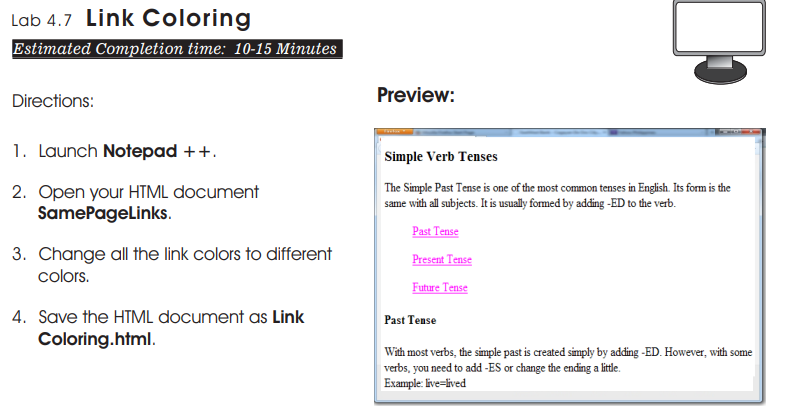 Lab 4.7 Link Coloring
Estimated Completion time: 10-15 Minutes
Directions:
1. Launch Notepad ++.
2. Open your HTML document
SamePageLinks.
3. Change all the link colors to different
colors.
4. Save the HTML document as Link
Coloring.html.
Preview:
Simple Verb Tenses
The Simple Past Tense is one of the most common tenses in English. Its form is the
same with all subjects. It is usually formed by adding -ED to the verb.
Past Tense
Present Tense
Future Tense
Past Tense
With most verbs, the simple past is created simply by adding -ED. However, with some
verbs, you need to add -ES or change the ending a little.
Example: live=lived